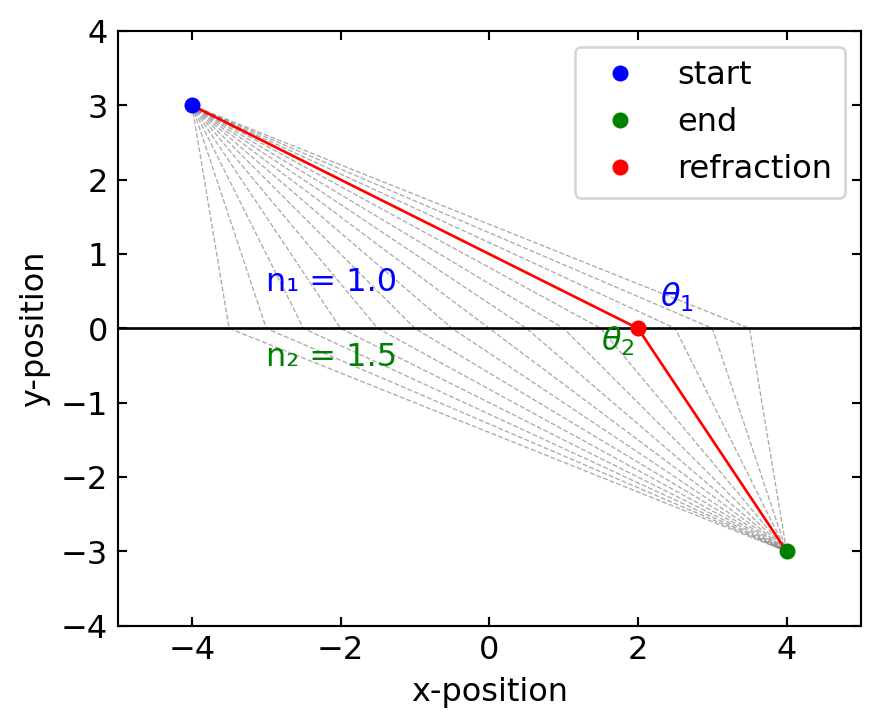 4
3
2
1
0
−1
−2
−3
−4
y-position
start
end
refraction
n₁ = 1.0
θ₁
θ₂
n₂ = 1.5
−4 −2 0 2 4
x-position